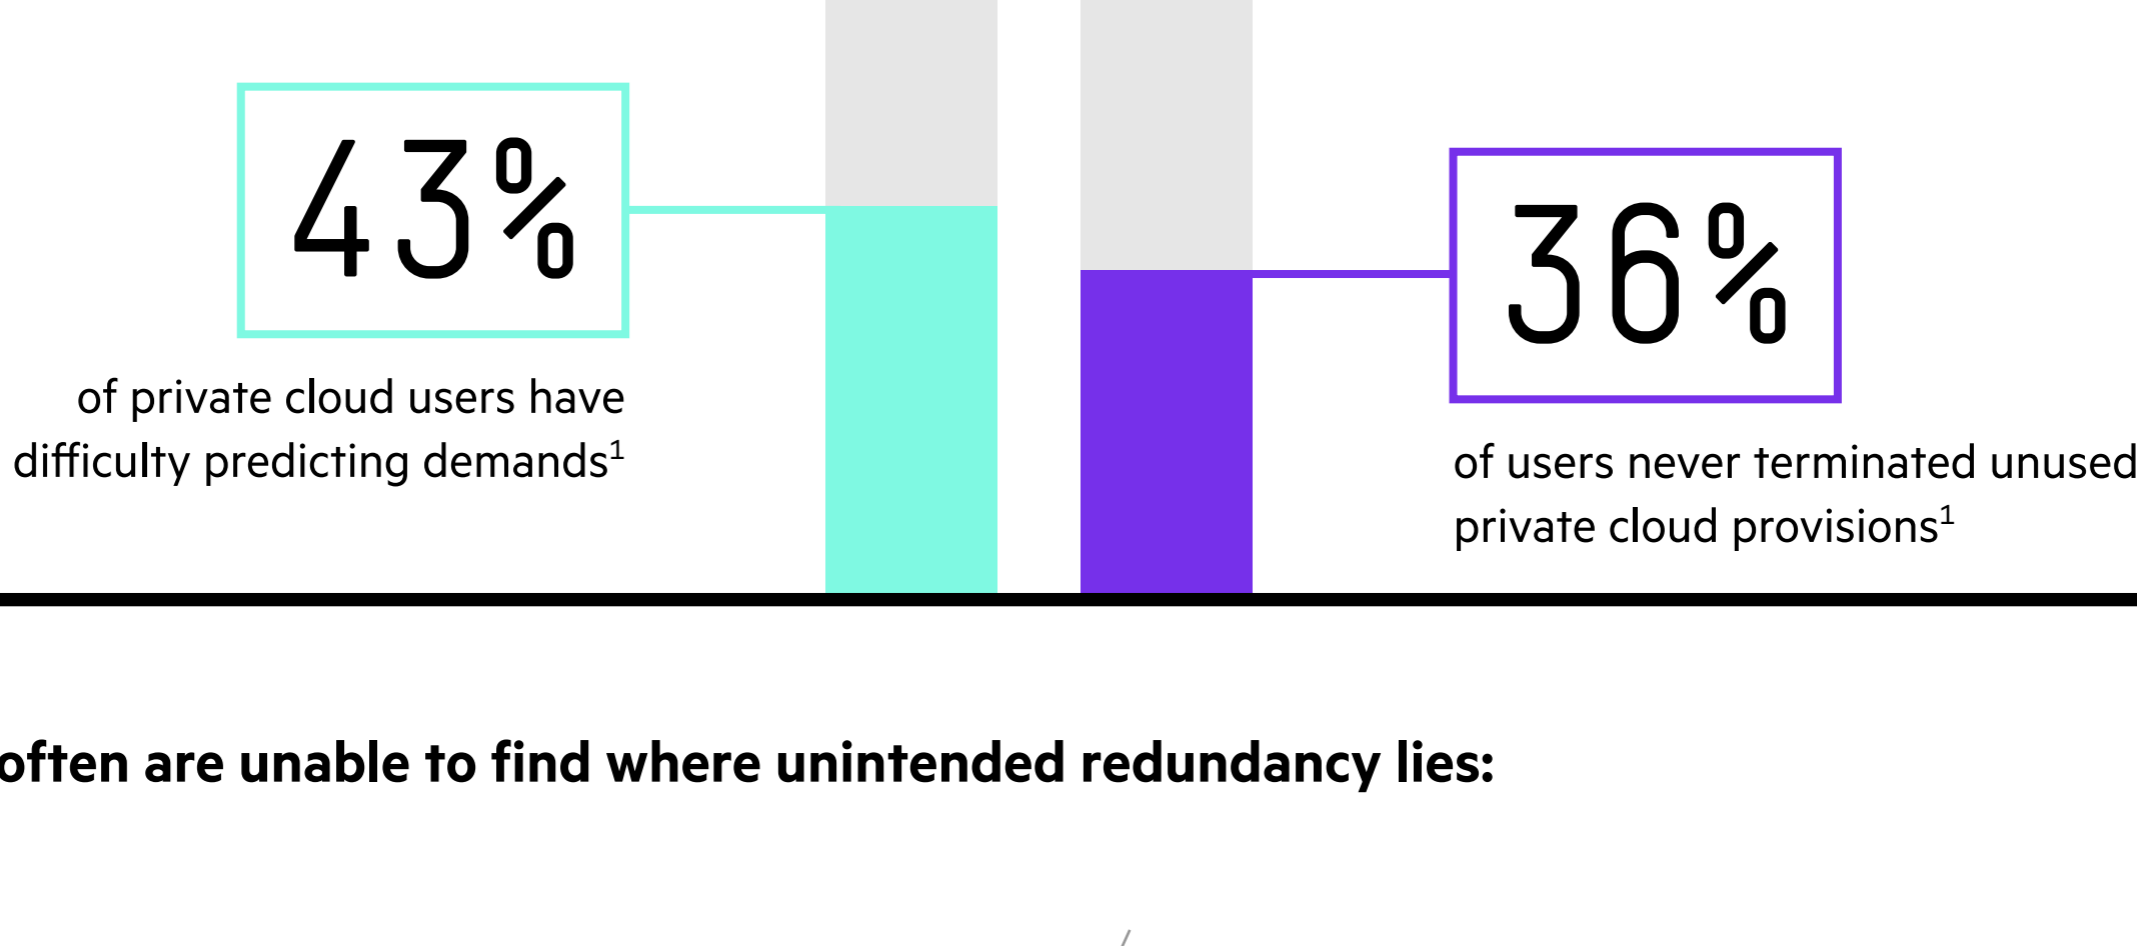 43%
of private cloud users have
difficulty predicting demands¹
36%
of users never terminated unused
private cloud provisions¹
often are unable to find where unintended redundancy lies: